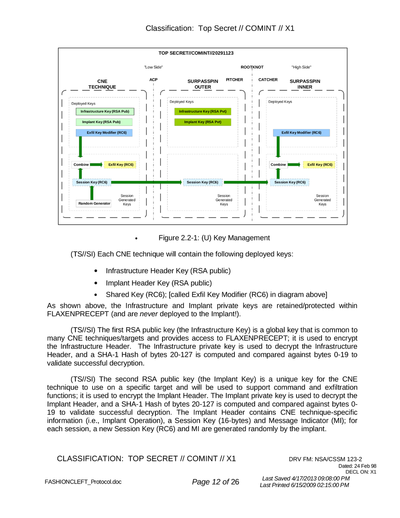 Classification: Top Secret // COMINT // X1
TOP SECRET//COMINT//20291123
"Low Side" ROOTKNOT "High Side"
CNE TECHNIQUE
ACP
SURPASSPIN OUTER
PITCHER
CATCHER
SURPASSPIN INNER
Deployed Keys
Deployed Keys
Deployed Keys
Infrastructure Key (RSA Pub)
Infrastructure Key (RSA Pvt)
Implant Key (RSA Pub)
Implant Key (RSA Pvt)
Exfil Key Modifier (RC6)
Exfil Key Modifier (RC6)
Combine
Exfil Key (RC6)
Combine
Exfil Key (RC6)
Session Key (RC6)
Session Key (RC6)
Session Key (RC6)
Random Generator
Session Generated Keys
Session Generated Keys
Session Generated Keys
• Figure 2.2-1: (U) Key Management
(TS//SI) Each CNE technique will contain the following deployed keys:
• Infrastructure Header Key (RSA public)
• Implant Header Key (RSA public)
• Shared Key (RC6); [called Exfil Key Modifier (RC6) in diagram above]
As shown above, the Infrastructure and Implant private keys are retained/protected within
FLAXENPRECEPT (and are never deployed to the Implant!).
(TS//SI) The first RSA public key (the Infrastructure Key) is a global key that is common to
many CNE techniques/targets and provides access to FLAXENPRECEPT; it is used to encrypt
the Infrastructure Header. The Infrastructure private key is used to decrypt the Infrastructure
Header, and a SHA-1 Hash of bytes 20-127 is computed and compared against bytes 0-19 to
validate successful decryption.
(TS//SI) The second RSA public key (the Implant Key) is a unique key for the CNE
technique to use on a specific target and will be used to support command and exfiltration
functions; it is used to encrypt the Implant Header. The Implant private key is used to decrypt the
Implant Header, and a SHA-1 Hash of bytes 20-127 is computed and compared against bytes 0-
19 to validate successful decryption. The Implant Header contains CNE technique-specific
information (i.e., Implant Operation), a Session Key (16-bytes) and Message Indicator (MI); for
each session, a new Session Key (RC6) and MI are generated randomly by the implant.
CLASSIFICATION: TOP SECRET // COMINT // X1
DRV FM: NSA/CSSM 123-2
Dated: 24 Feb 98
DECL ON: X1
FASHIONCLEFT_Protocol.doc
Page 12 of 26
Last Saved 4/17/2013 09:08:00 PM
Last Printed 6/15/2009 02:15:00 PM